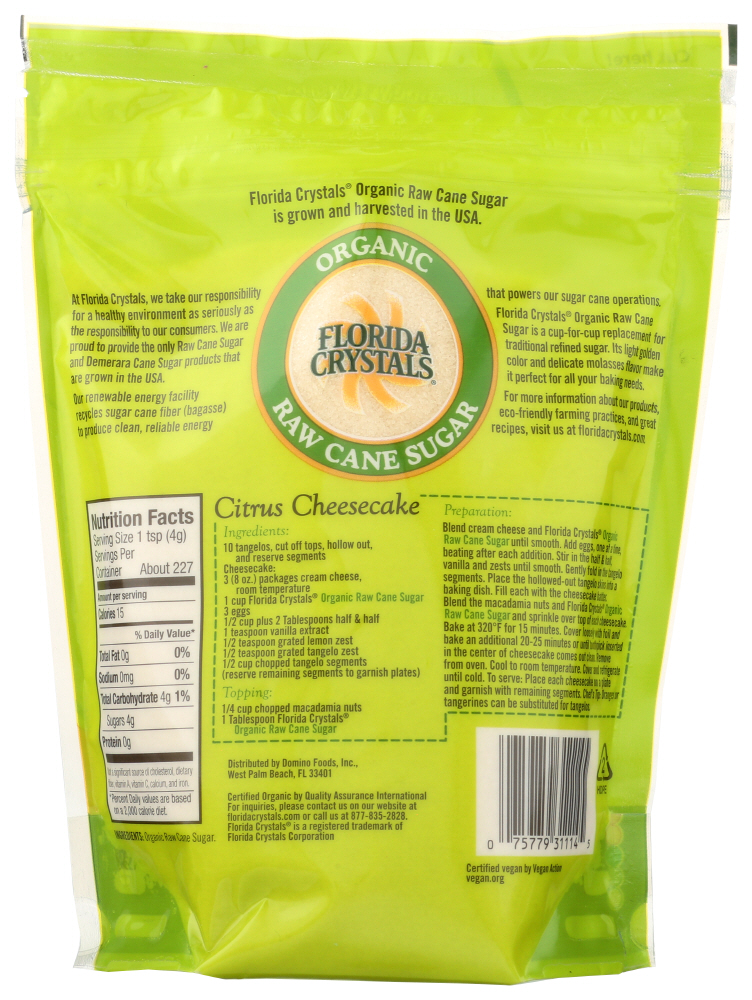 Florida Crystals® Organic Raw Cane Sugar
is grown and harvested in the USA.
ORGANIC
FLORIDA
CRYSTALS®
RAW CANE SUGAR
At Florida Crystals, we take our responsibility
for a healthy environment as seriously as
the responsibility to our consumers. We are
proud to provide the only Raw Cane Sugar
and Demerara Cane Sugar products that
are grown in the USA.
Our renewable energy facility
recycles sugar cane fiber (bagasse)
to produce clean, reliable energy
that powers our sugar cane operations.
Florida Crystals® Organic Raw Cane
Sugar is a cup-for-cup replacement for
traditional refined sugar. Its light golden
color and delicate molasses flavor make
it perfect for all your baking needs.
For more information about our products,
eco-friendly farming practices, and great
recipes, visit us at floridacrystals.com
Nutrition Facts
Serving Size 1 tsp (4g)
Servings Per
Container About 227
Amount per serving
Calories 15
% Daily Value*
Total Fat 0g 0%
Sodium 0mg 0%
Total Carbohydrate 4g 1%
Sugars 4g
Protein 0g
Not a significant source of cholesterol, dietary
fiber, vitamin A, vitamin C, calcium, and iron.
*Percent Daily values are based
on a 2,000 calorie diet.
INGREDIENTS: Organic Raw Cane Sugar.
Citrus Cheesecake
Ingredients:
10 tangelos, cut off tops, hollow out,
and reserve segments
Cheesecake:
3 (8 oz.) packages cream cheese,
room temperature
1 cup Florida Crystals® Organic Raw Cane Sugar
3 eggs
1/2 cup plus 2 Tablespoons half & half
1 teaspoon vanilla extract
1/2 teaspoon grated lemon zest
1/2 teaspoon grated tangelo zest
1/2 cup chopped tangelo segments
(reserve remaining segments to garnish plates)
Topping:
1/4 cup chopped macadamia nuts
1 Tablespoon Florida Crystals®
Organic Raw Cane Sugar
Preparation:
Blend cream cheese and Florida Crystals® Organic
Raw Cane Sugar until smooth. Add eggs, one at a time,
beating after each addition. Stir in the half & half,
vanilla and zests until smooth. Gently fold in the tangelo
segments. Place the hollowed-out tangelo skins into a
baking dish. Fill each with the cheesecake batter.
Blend the macadamia nuts and Florida Crystals® Organic
Raw Cane Sugar and sprinkle over top of each cheesecake.
Bake at 320°F for 15 minutes. Cover loosely with foil and
bake an additional 20-25 minutes or until toothpick inserted
in the center of cheesecake comes out clean. Remove
from oven. Cool to room temperature. Cover and refrigerate
until cold. To serve: Place each cheesecake on a plate
and garnish with remaining segments. Chef's Tip: Oranges or
tangerines can be substituted for tangelos.
Distributed by Domino Foods, Inc.,
West Palm Beach, FL 33401
Certified Organic by Quality Assurance International
For inquiries, please contact us on our website at
floridacrystals.com or call us at 877-835-2828.
Florida Crystals® is a registered trademark of
Florida Crystals Corporation
0 75779 31114 5
2
HDPE
Certified vegan by Vegan Action
vegan.org